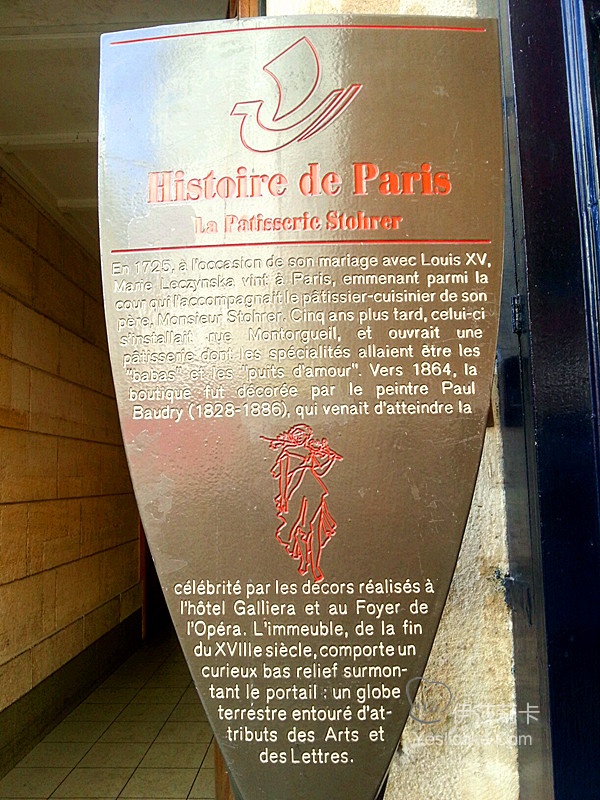 Histoire de Paris
La Pâtisserie Stohrer
En 1725, à l'occasion de son mariage avec Louis XV,
Marie Leczynska vint à Paris, emmenant parmi la
cour qui l'accompagnait le pâtissier-cuisinier de son
père, Monsieur Stohrer. Cinq ans plus tard, celui-ci
s'installait rue Montorgueil, et ouvrait une
pâtisserie dont les spécialités allaient être les
"babas" et les "puits d'amour". Vers 1864, la
boutique fut décorée par le peintre Paul
Baudry (1828-1886), qui venait d'atteindre la
célébrité par les décors réalisés à
l'hôtel Galliera et au Foyer de
l'Opéra. L'immeuble, de la fin
du XVIIIe siècle, comporte un
curieux bas relief surmon-
tant le portail : un globe
terrestre entouré d'at-
tributs des Arts et
des Lettres.